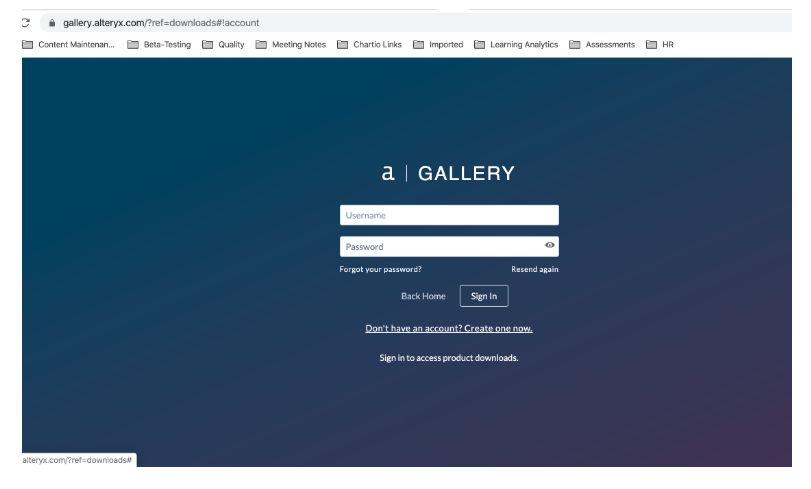 gallery.alteryx.com/?ref=downloads#!account
Content Maintenan... Beta-Testing Quality Meeting Notes Chartio Links Imported Learning Analytics Assessments HR
a | GALLERY
Username
Password
Forgot your password? Resend again
Back Home Sign In
Don't have an account? Create one now.
Sign in to access product downloads.
alteryx.com/?ref=downloads#